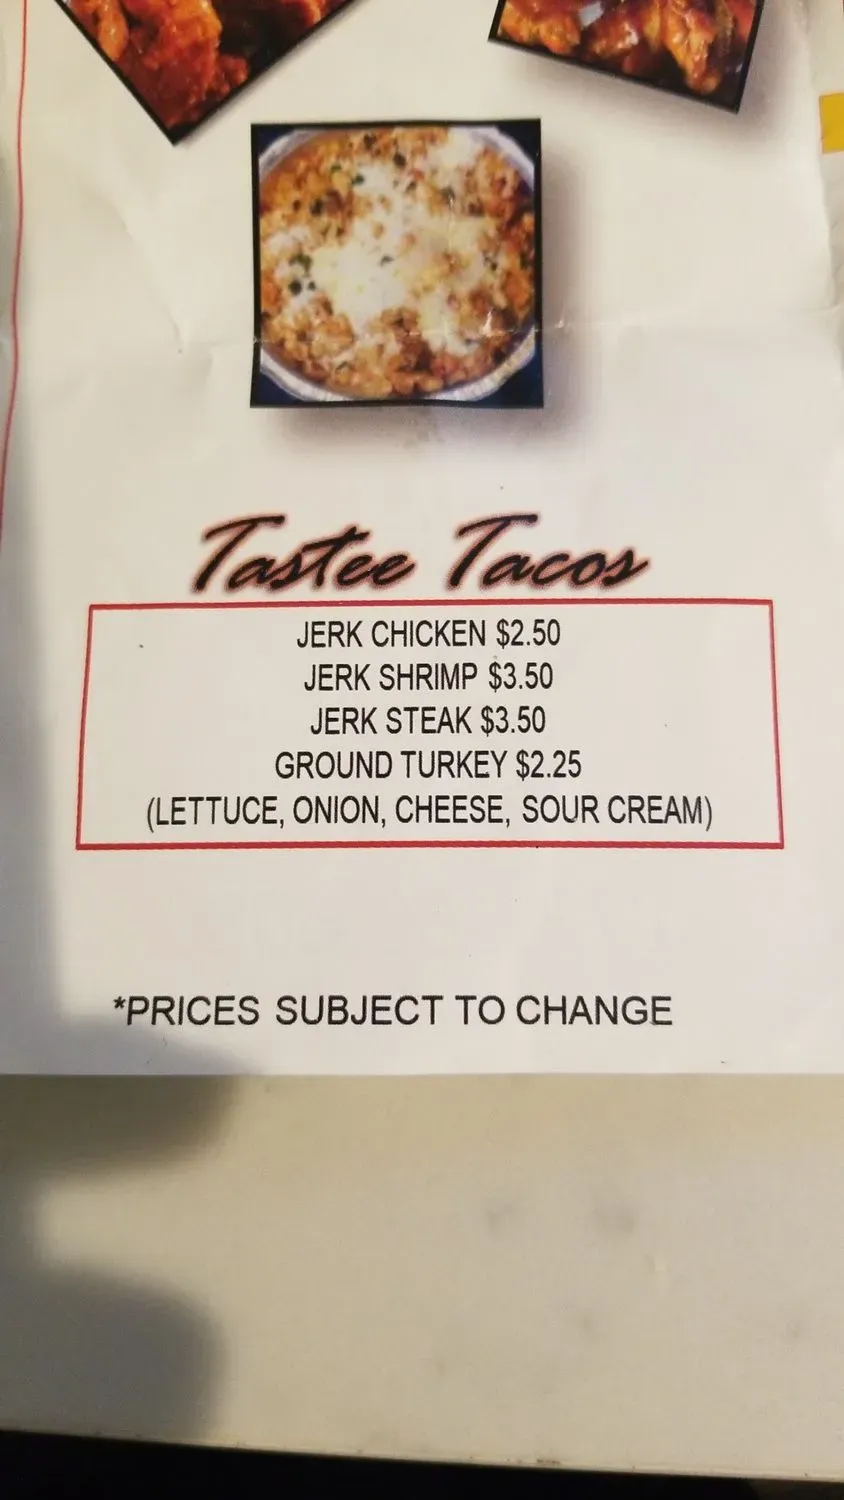 Tastee Tacos
JERK CHICKEN $2.50
JERK SHRIMP $3.50
JERK STEAK $3.50
GROUND TURKEY $2.25
(LETTUCE, ONION, CHEESE, SOUR CREAM)
*PRICES SUBJECT TO CHANGE